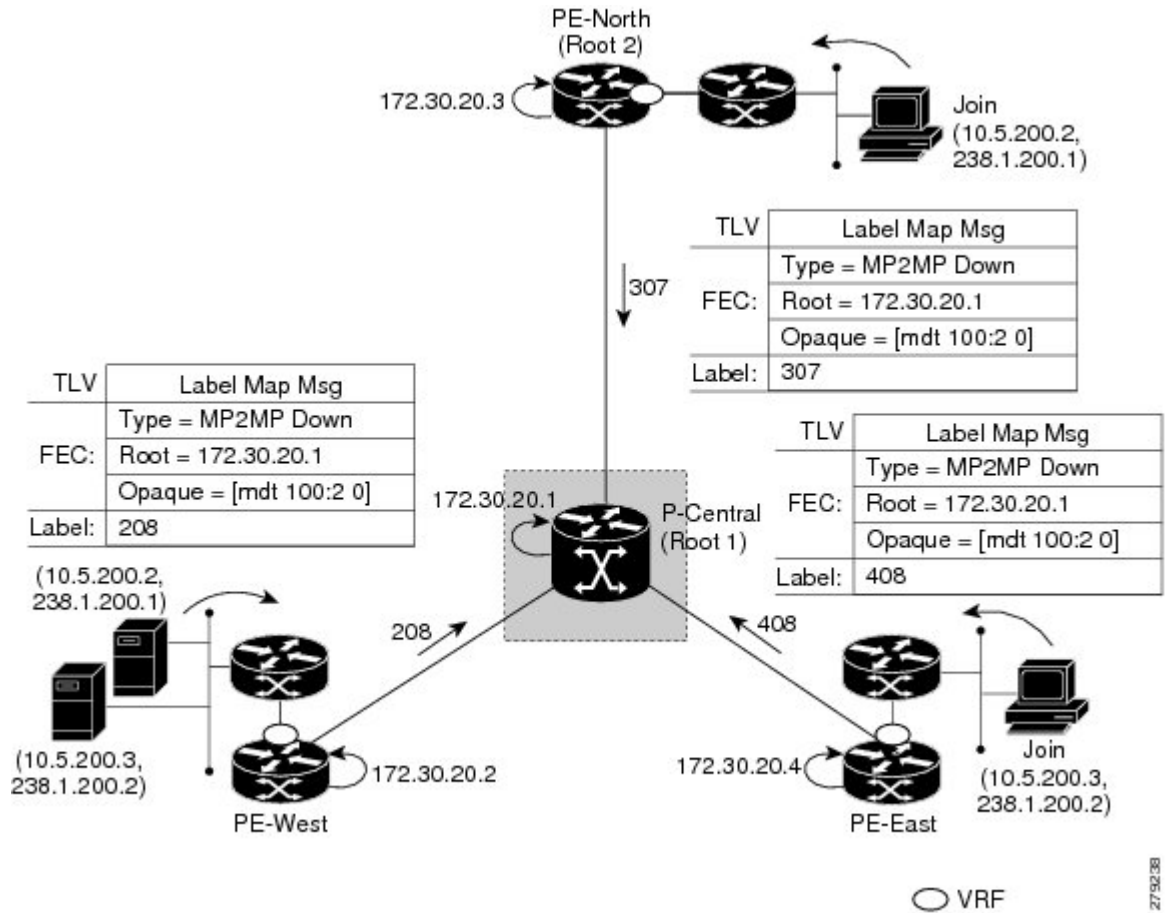 PE-North
(Root 2)
172.30.20.3
Join
(10.5.200.2,
238.1.200.1)
TLV Label Map Msg
Type = MP2MP Down
FEC: Root = 172.30.20.1
Opaque = [mdt 100:2 0]
Label: 307
307
TLV Label Map Msg
Type = MP2MP Down
FEC: Root = 172.30.20.1
Opaque = [mdt 100:2 0]
Label: 208
TLV Label Map Msg
Type = MP2MP Down
FEC: Root = 172.30.20.1
Opaque = [mdt 100:2 0]
Label: 408
172.30.20.1
P-Central
(Root 1)
(10.5.200.2,
238.1.200.1)
208
408
(10.5.200.3,
238.1.200.2)
172.30.20.2
PE-West
172.30.20.4
PE-East
Join
(10.5.200.3,
238.1.200.2)
VRF
279238